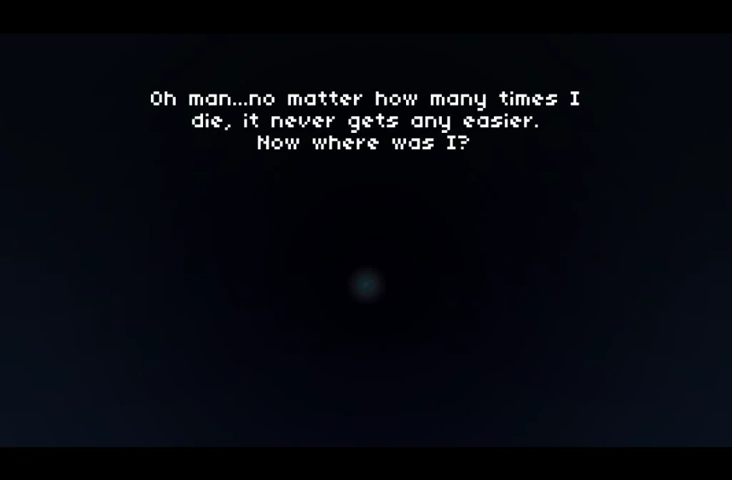 Oh man...no matter how many times I
die, it never gets any easier.
Now where was I?